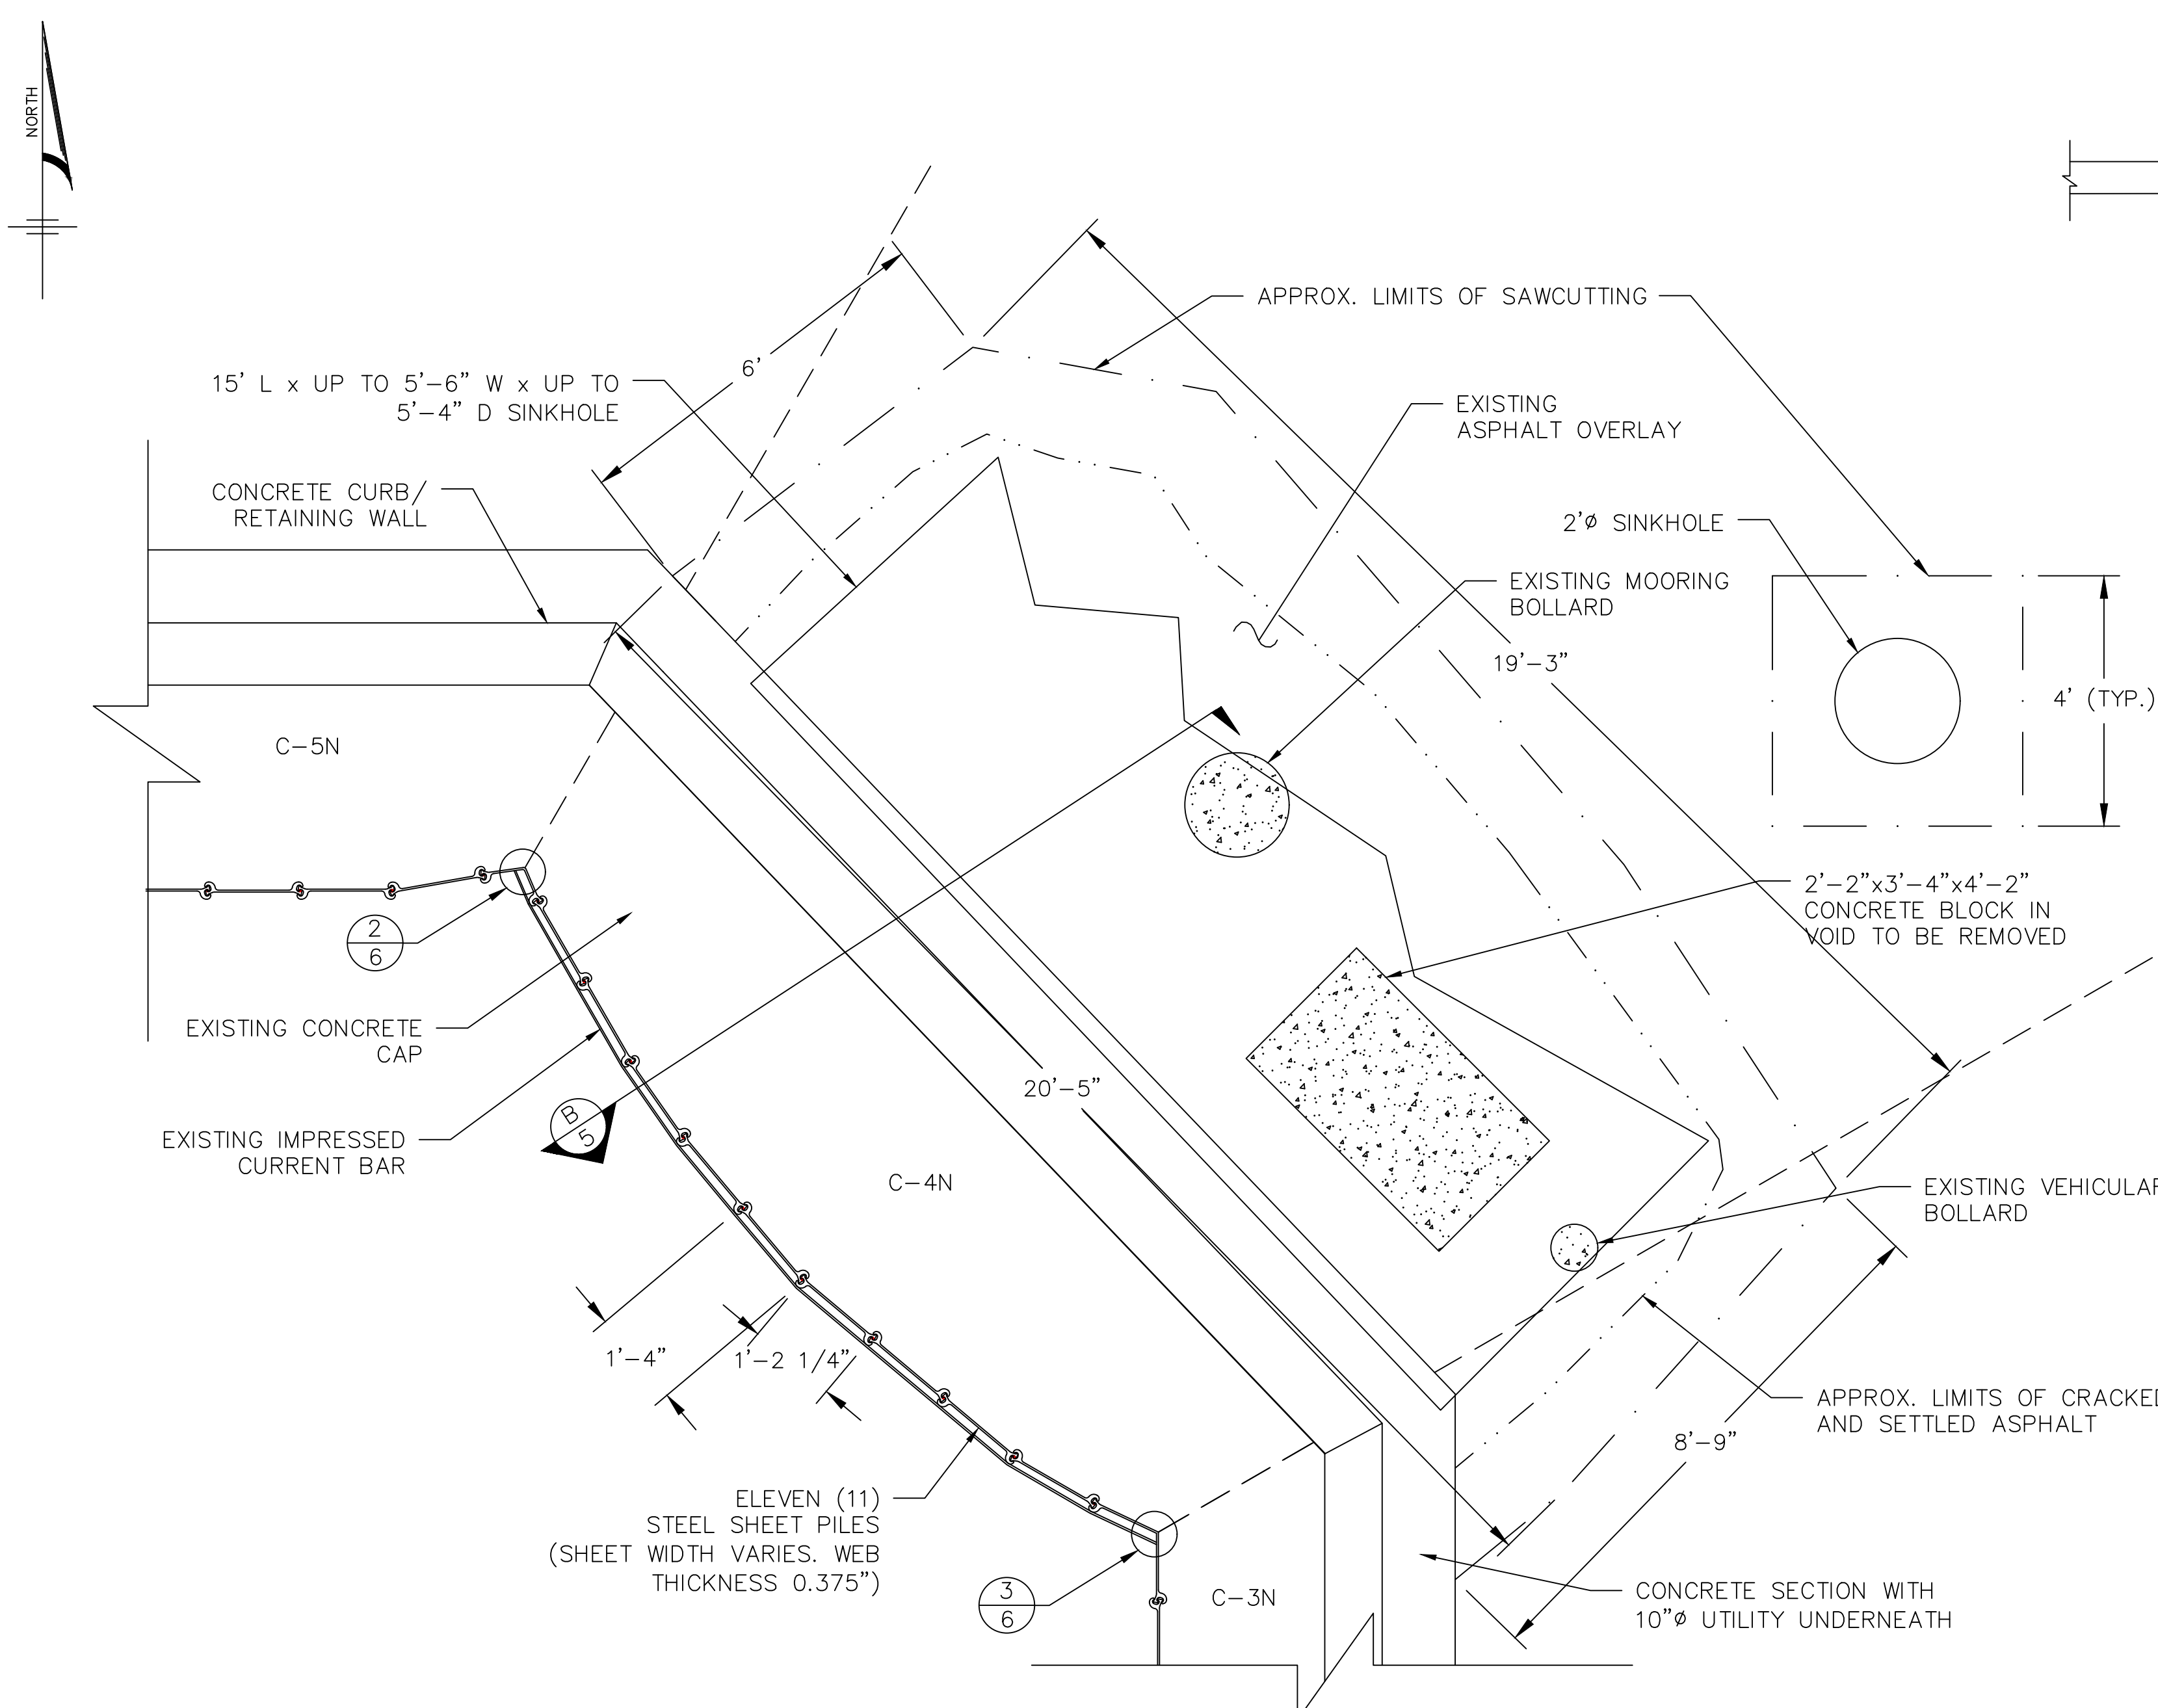 NORTH
APPROX. LIMITS OF SAWCUTTING
6'
15' L x UP TO 5'-6" W x UP TO
5'-4" D SINKHOLE
EXISTING
ASPHALT OVERLAY
CONCRETE CURB/
RETAINING WALL
2'ø SINKHOLE
EXISTING MOORING
BOLLARD
19'-3"
4' (TYP.)
C-5N
2'-2"x3'-4"x4'-2"
CONCRETE BLOCK IN
VOID TO BE REMOVED
2
6
EXISTING CONCRETE
CAP
20'-5"
B
5
EXISTING IMPRESSED
CURRENT BAR
C-4N
EXISTING VEHICULAR
BOLLARD
1'-4"
1'-2 1/4"
APPROX. LIMITS OF CRACKED
AND SETTLED ASPHALT
8'-9"
ELEVEN (11)
STEEL SHEET PILES
(SHEET WIDTH VARIES. WEB
THICKNESS 0.375")
3
6
C-3N
CONCRETE SECTION WITH
10"ø UTILITY UNDERNEATH